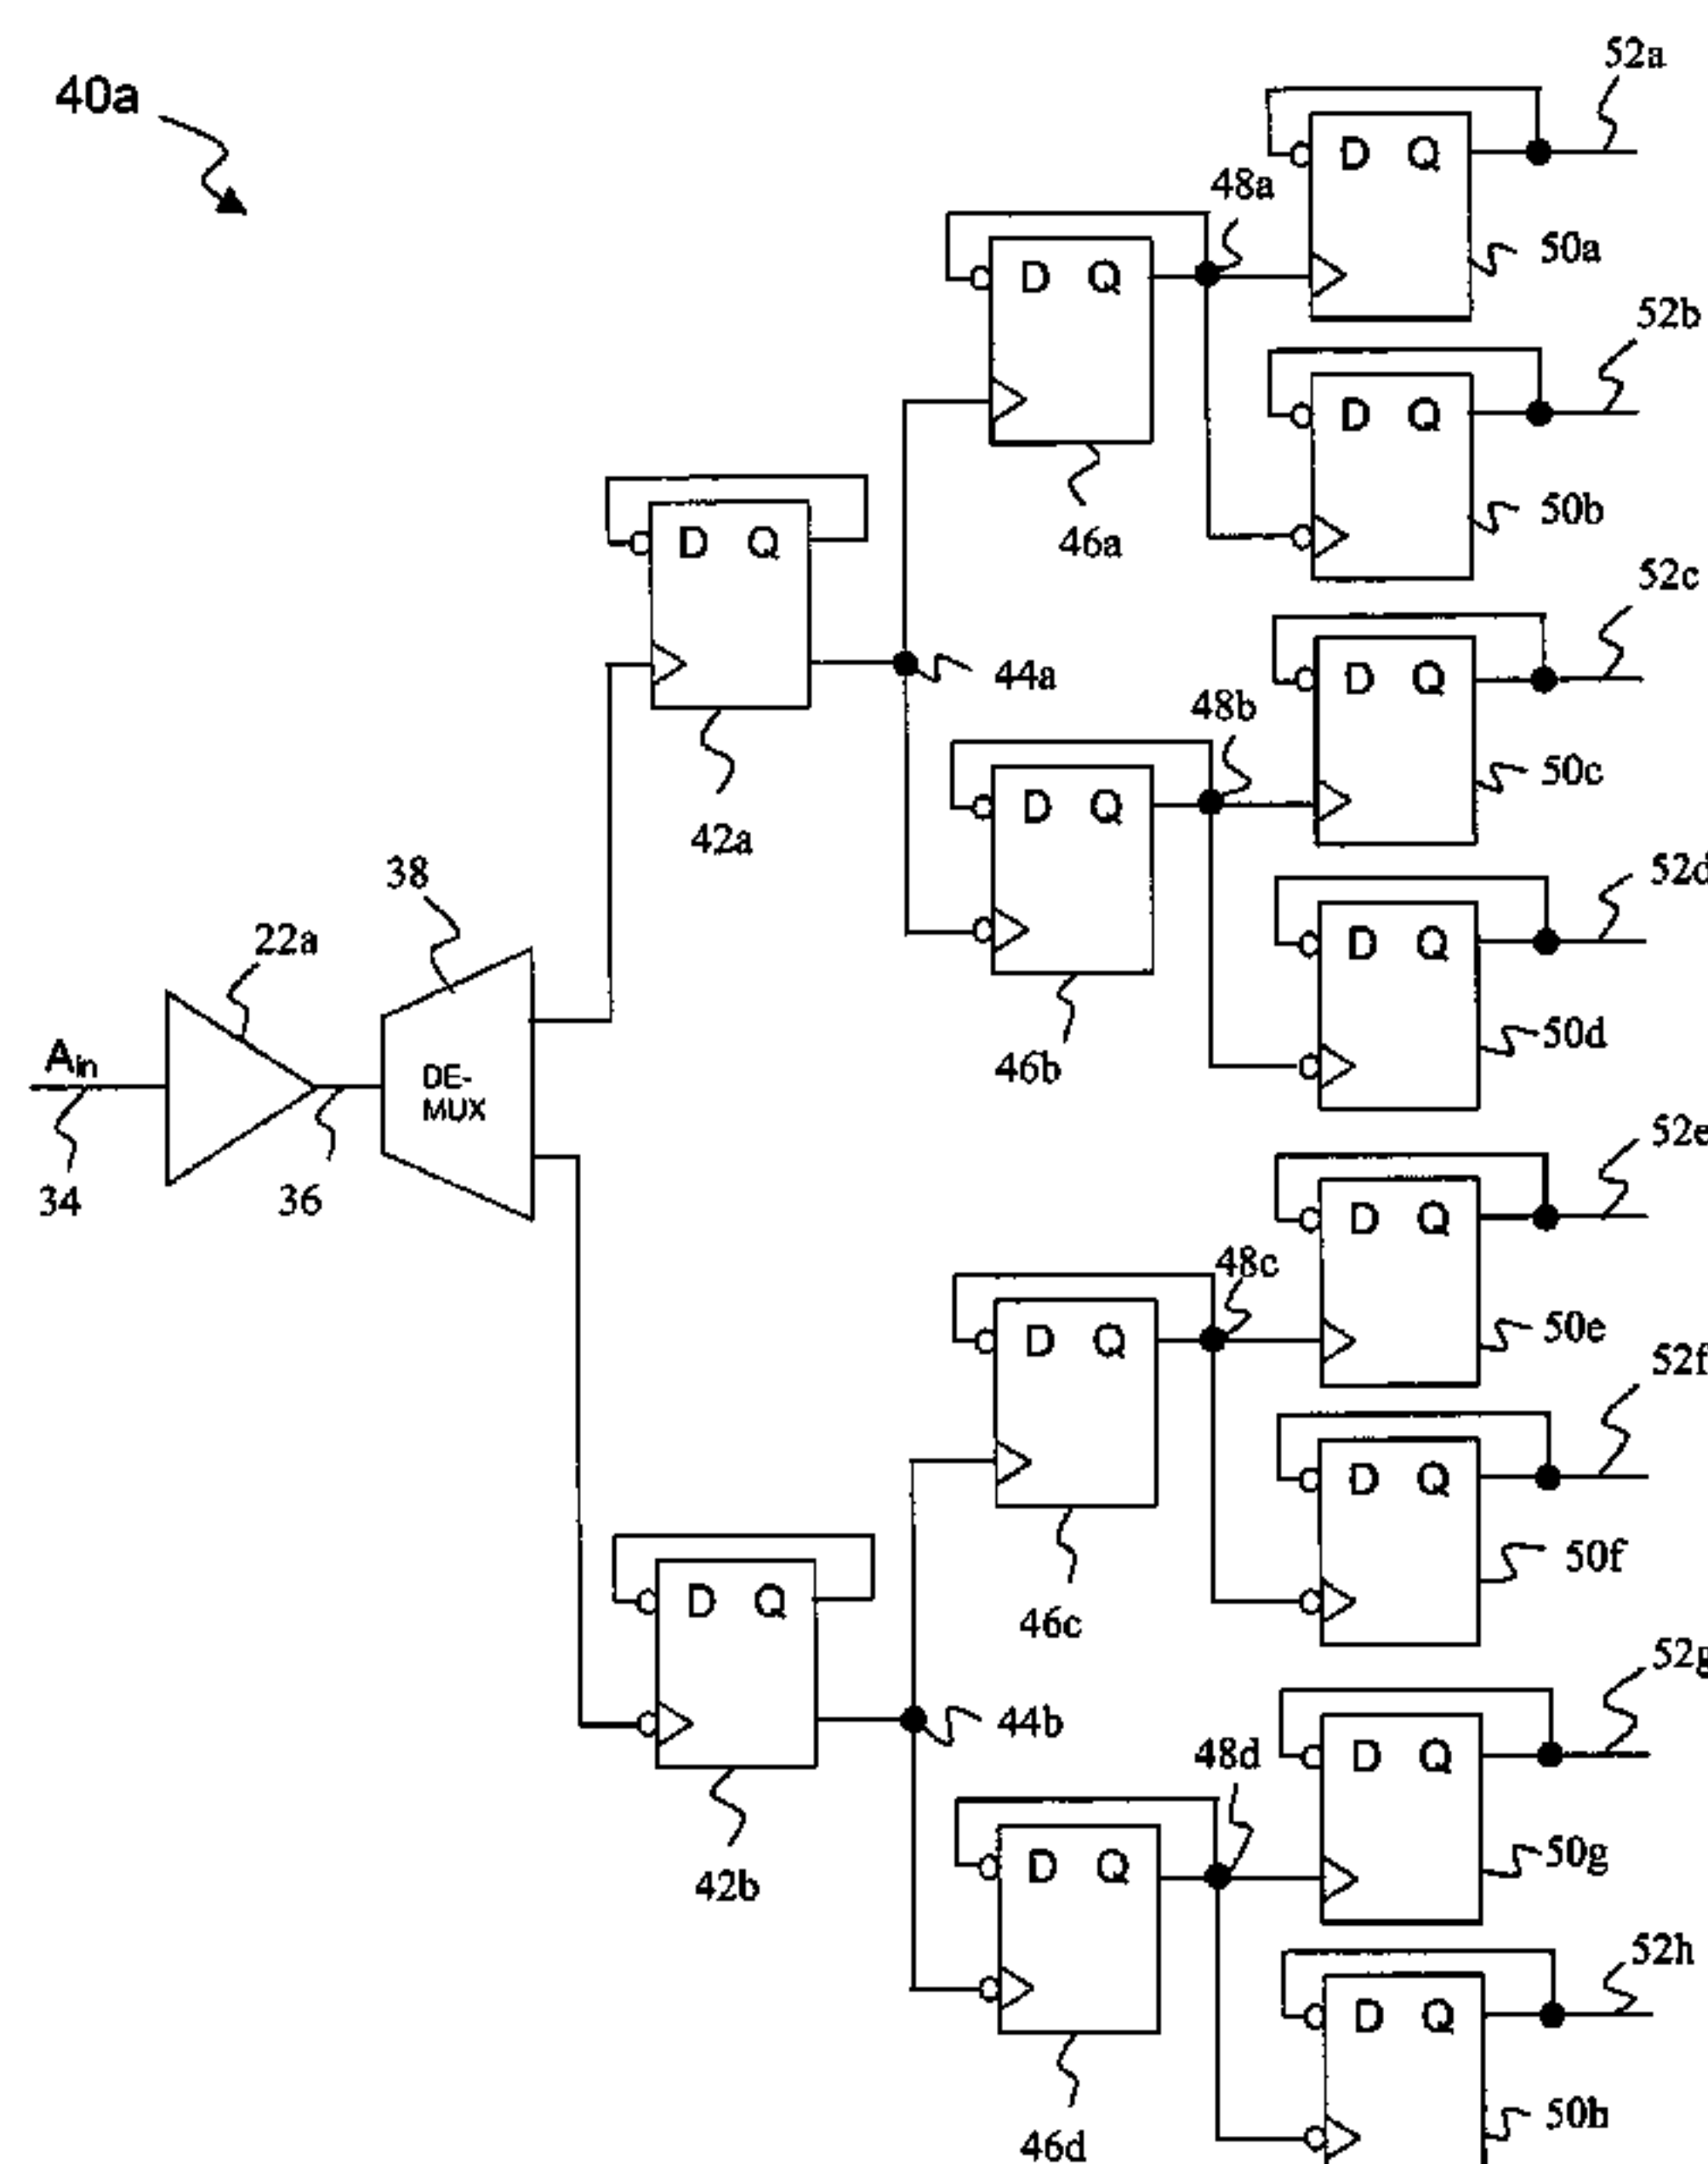 40a
52a
D Q
48a
50a
D Q
52b
D Q
50b
46a
52c
D Q
44a
D Q
48b
50c
42a
D Q
52d
38
D Q
22a
46b
50d
Ain
DE-
MUX
34
36
52e
D Q
48c
50e
D Q
52f
D Q
50f
46c
D Q
52g
44b
D Q
48d
50g
42b
D Q
52h
D Q
50h
46d